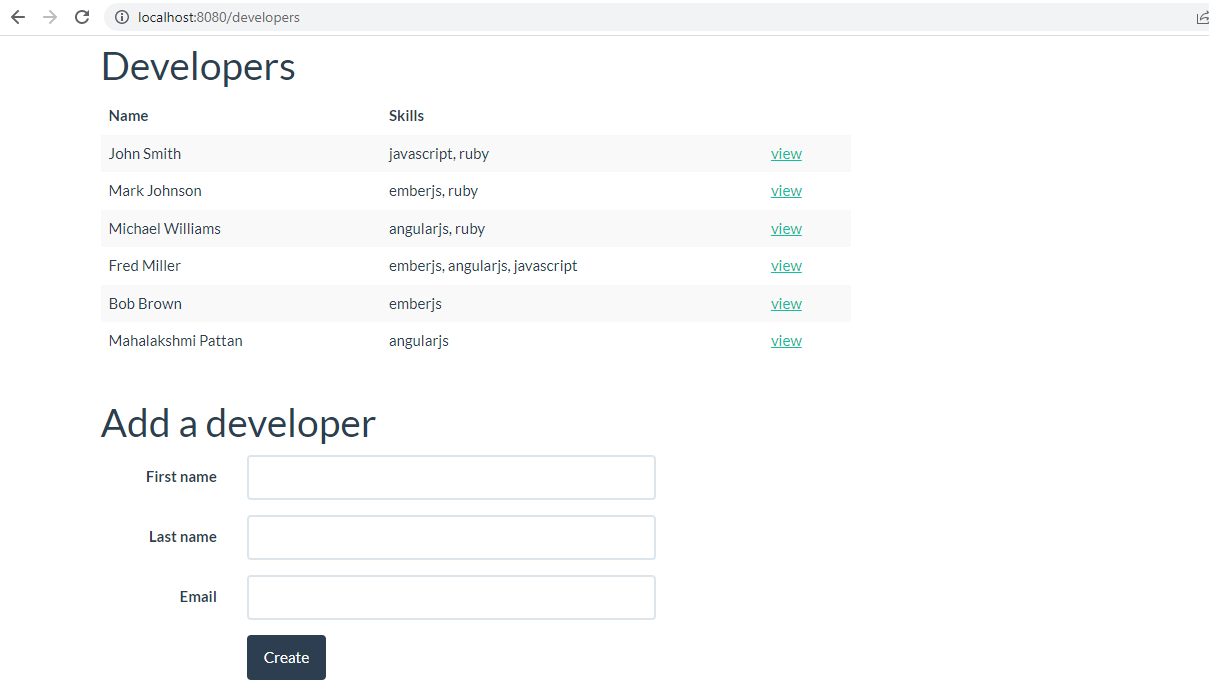 localhost:8080/developers
Developers
Name Skills
John Smith javascript, ruby view
Mark Johnson emberjs, ruby view
Michael Williams angularjs, ruby view
Fred Miller emberjs, angularjs, javascript view
Bob Brown emberjs view
Mahalakshmi Pattan angularjs view
Add a developer
First name
Last name
Email
Create